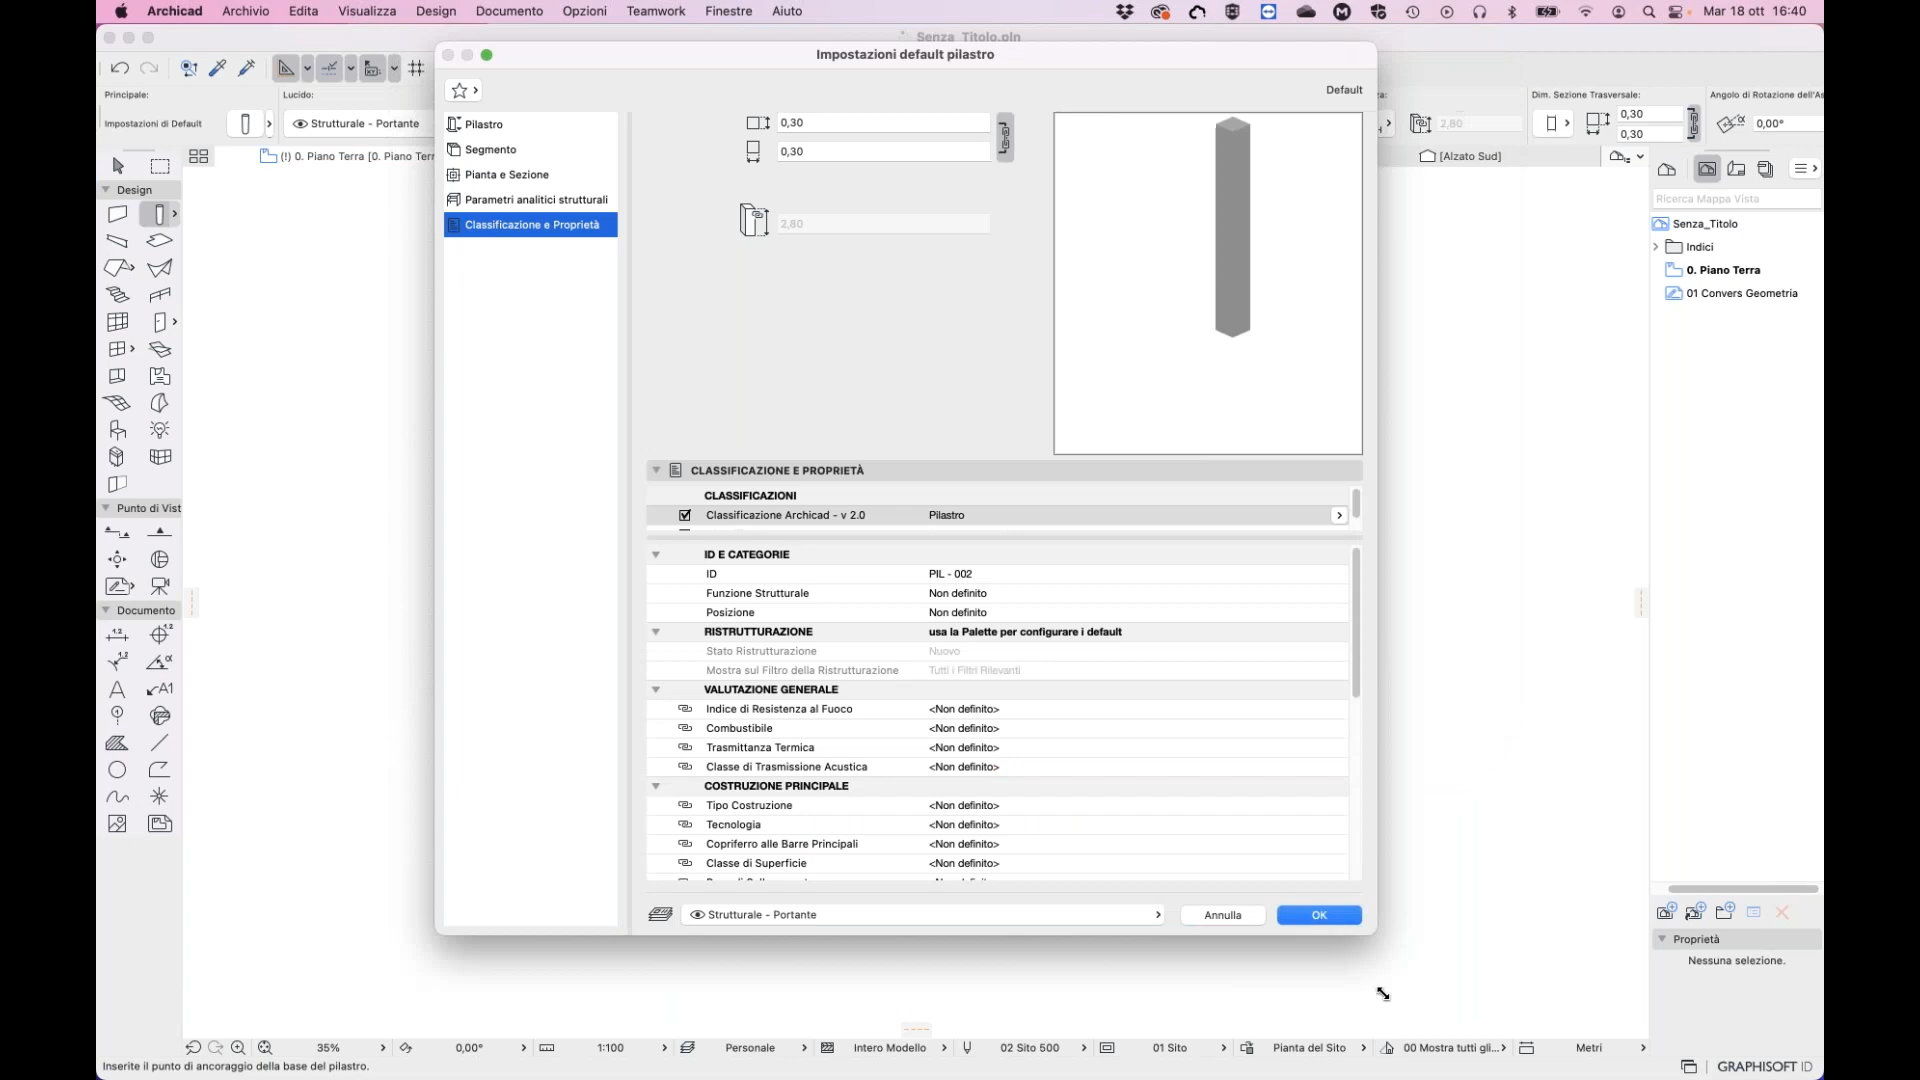 Archicad Archivio Edita Visualizza Design Documento Opzioni Teamwork Finestre Aiuto Mar 18 ott 16:40
Senza_Titolo.pln
Impostazioni default pilastro
Default
Principale:
Lucido:
Dim. Sezione Trasversale:
Angolo di Rotazione dell'As
Impostazioni di Default
Strutturale - Portante
2,80
0,30
0,30
0,00°
(!) 0. Piano Terra [0. Piano Terr
[Alzato Sud]
Design
Punto di Vist
Documento
Pilastro
Segmento
Pianta e Sezione
Parametri analitici strutturali
Classificazione e Proprietà
0,30
0,30
2,80
CLASSIFICAZIONE E PROPRIETÀ
CLASSIFICAZIONI
Classificazione Archicad - v 2.0 Pilastro
ID E CATEGORIE
ID PIL - 002
Funzione Strutturale Non definito
Posizione Non definito
RISTRUTTURAZIONE usa la Palette per configurare i default
Stato Ristrutturazione Nuovo
Mostra sul Filtro della Ristrutturazione Tutti i Filtri Rilevanti
VALUTAZIONE GENERALE
Indice di Resistenza al Fuoco <Non definito>
Combustibile <Non definito>
Trasmittanza Termica <Non definito>
Classe di Trasmissione Acustica <Non definito>
COSTRUZIONE PRINCIPALE
Tipo Costruzione <Non definito>
Tecnologia <Non definito>
Copriferro alle Barre Principali <Non definito>
Classe di Superficie <Non definito>
Strutturale - Portante
Annulla
OK
Ricerca Mappa Vista
Senza_Titolo
Indici
0. Piano Terra
01 Convers Geometria
Proprietà
Nessuna selezione.
35% 0,00° 1:100 Personale Intero Modello 02 Sito 500 01 Sito Pianta del Sito 00 Mostra tutti gli... Metri
Inserite il punto di ancoraggio della base del pilastro.
GRAPHISOFT ID